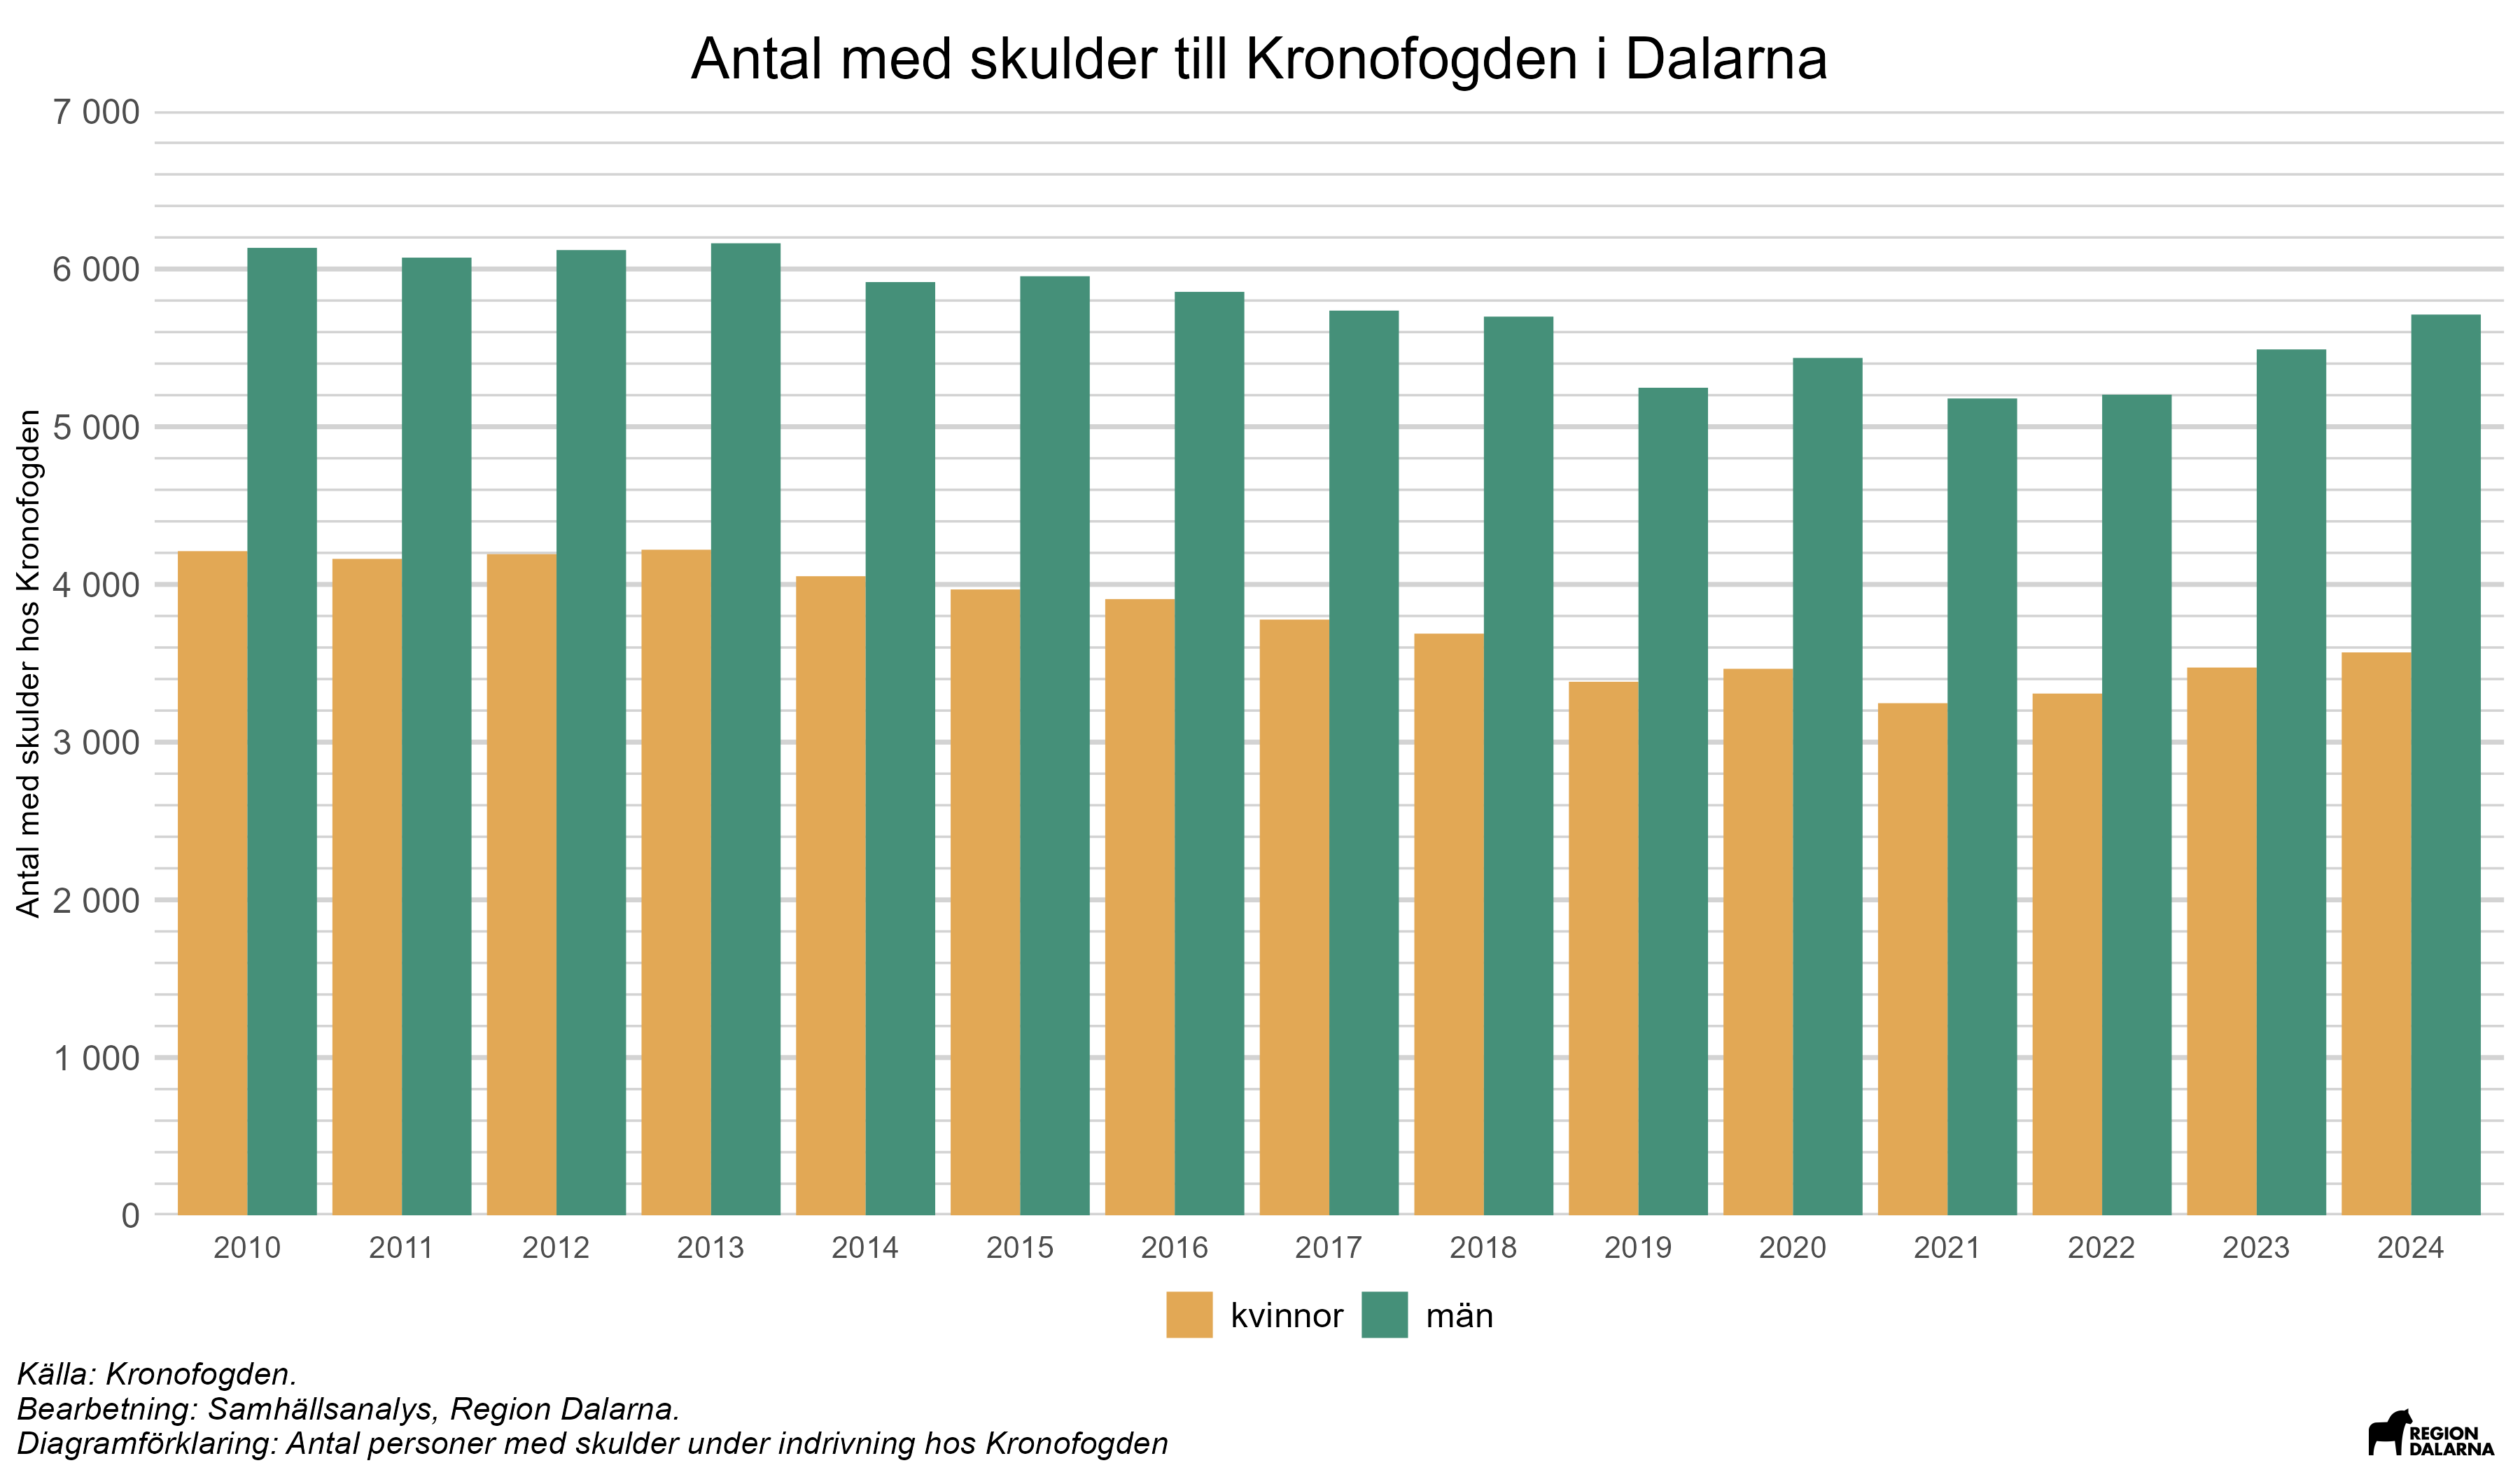 Antal med skulder till Kronofogden i Dalarna
Antal med skulder hos Kronofogden
7 000
6 000
5 000
4 000
3 000
2 000
1 000
0
2010 2011 2012 2013 2014 2015 2016 2017 2018 2019 2020 2021 2022 2023 2024
kvinnor män
Källa: Kronofogden.
Bearbetning: Samhällsanalys, Region Dalarna.
Diagramförklaring: Antal personer med skulder under indrivning hos Kronofogden
REGION
DALARNA